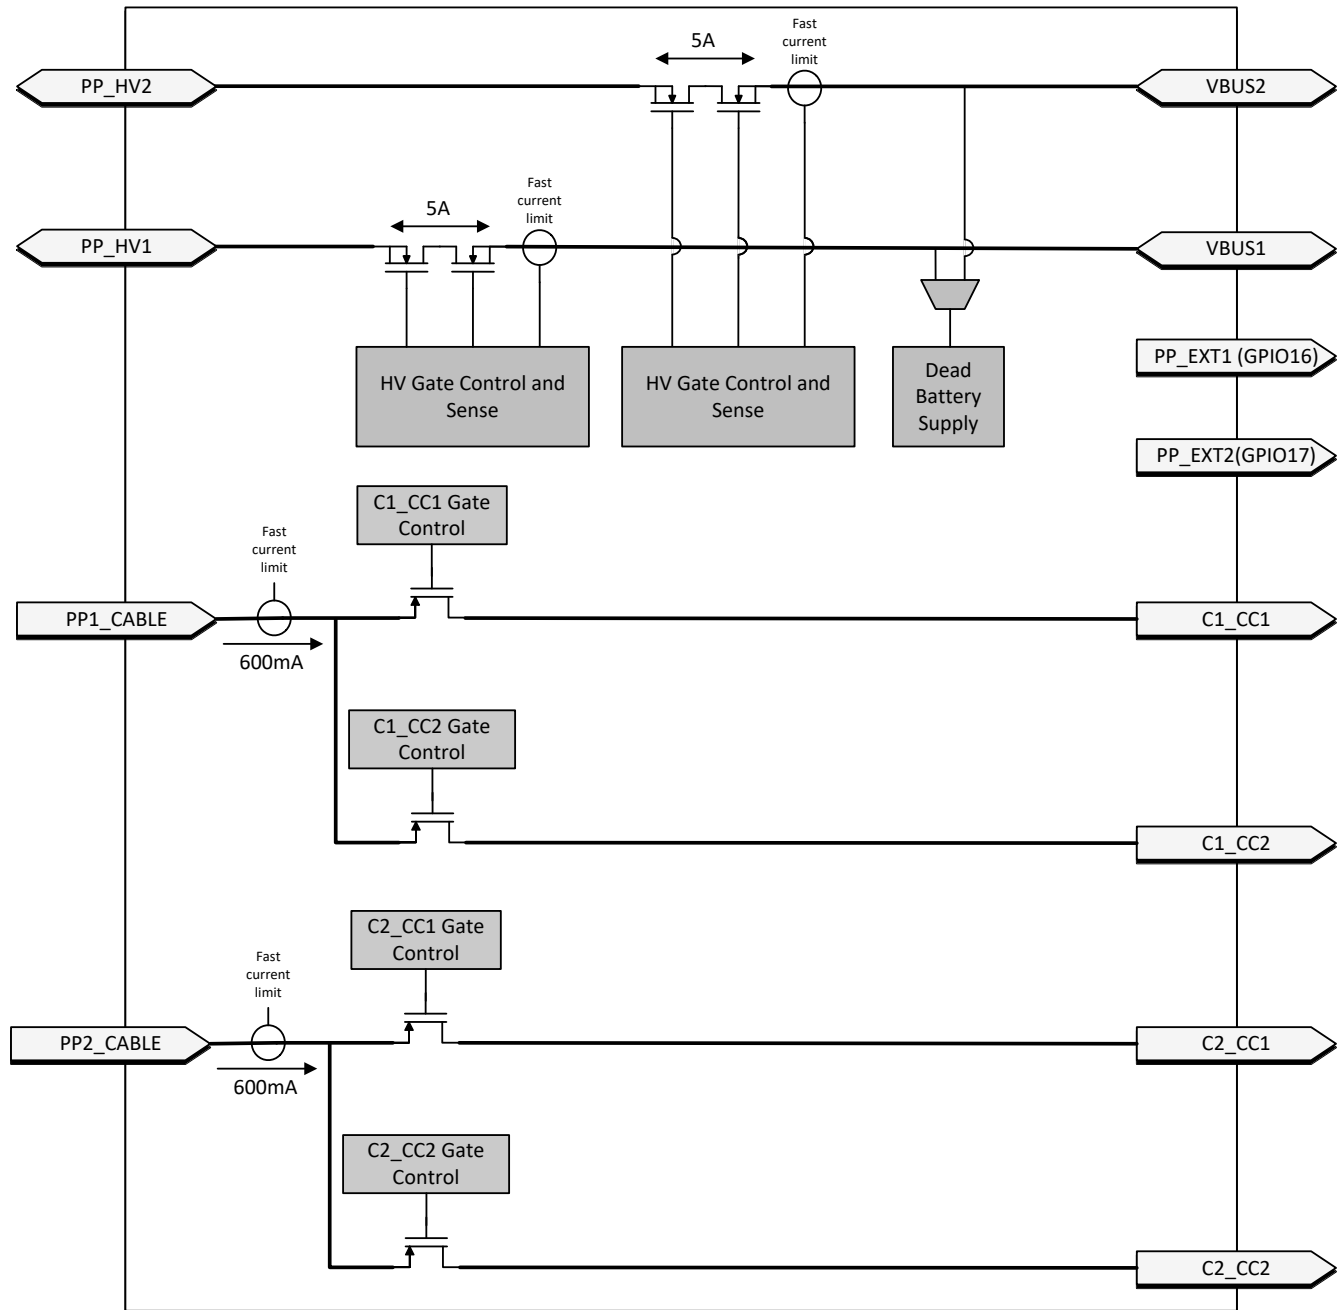 5A
Fast
current
limit
PP_HV2
VBUS2
5A
Fast
current
limit
PP_HV1
VBUS1
HV Gate Control and
Sense
HV Gate Control and
Sense
Dead
Battery
Supply
PP_EXT1 (GPIO16)
PP_EXT2(GPIO17)
C1_CC1 Gate
Control
Fast
current
limit
PP1_CABLE
600mA
C1_CC1
C1_CC2 Gate
Control
C1_CC2
C2_CC1 Gate
Control
Fast
current
limit
PP2_CABLE
600mA
C2_CC1
C2_CC2 Gate
Control
C2_CC2